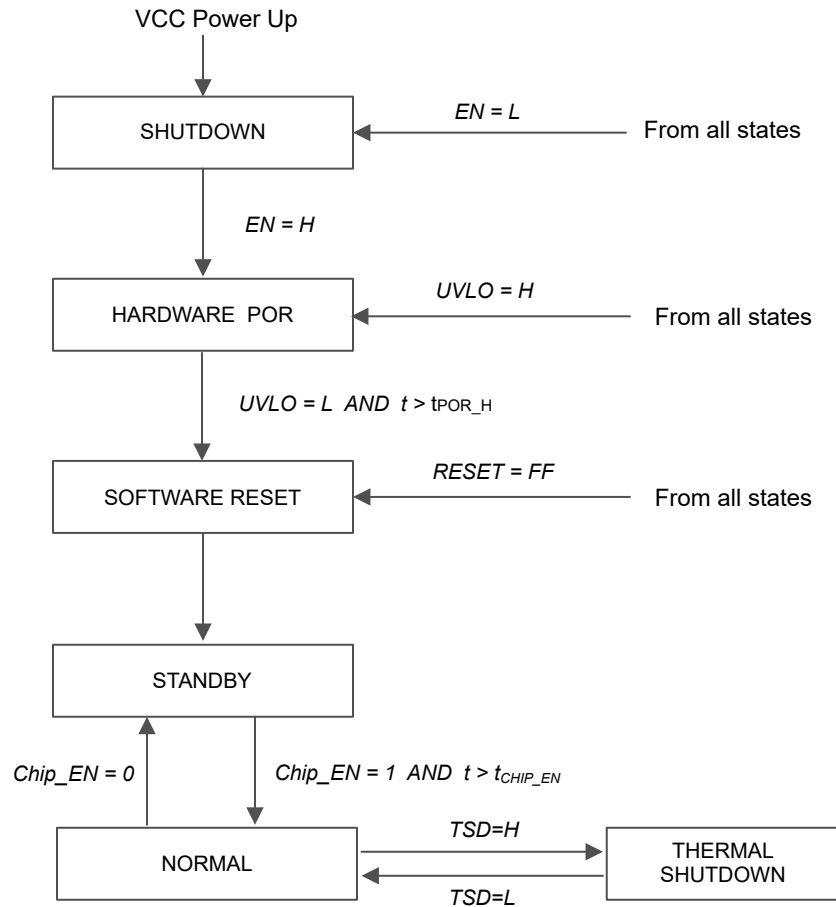 VCC Power Up
SHUTDOWN
EN = L
From all states
EN = H
HARDWARE POR
UVLO = H
From all states
UVLO = L AND t > tPOR_H
SOFTWARE RESET
RESET = FF
From all states
STANDBY
Chip_EN = 0
Chip_EN = 1 AND t > tCHIP_EN
NORMAL
TSD=H
TSD=L
THERMAL
SHUTDOWN